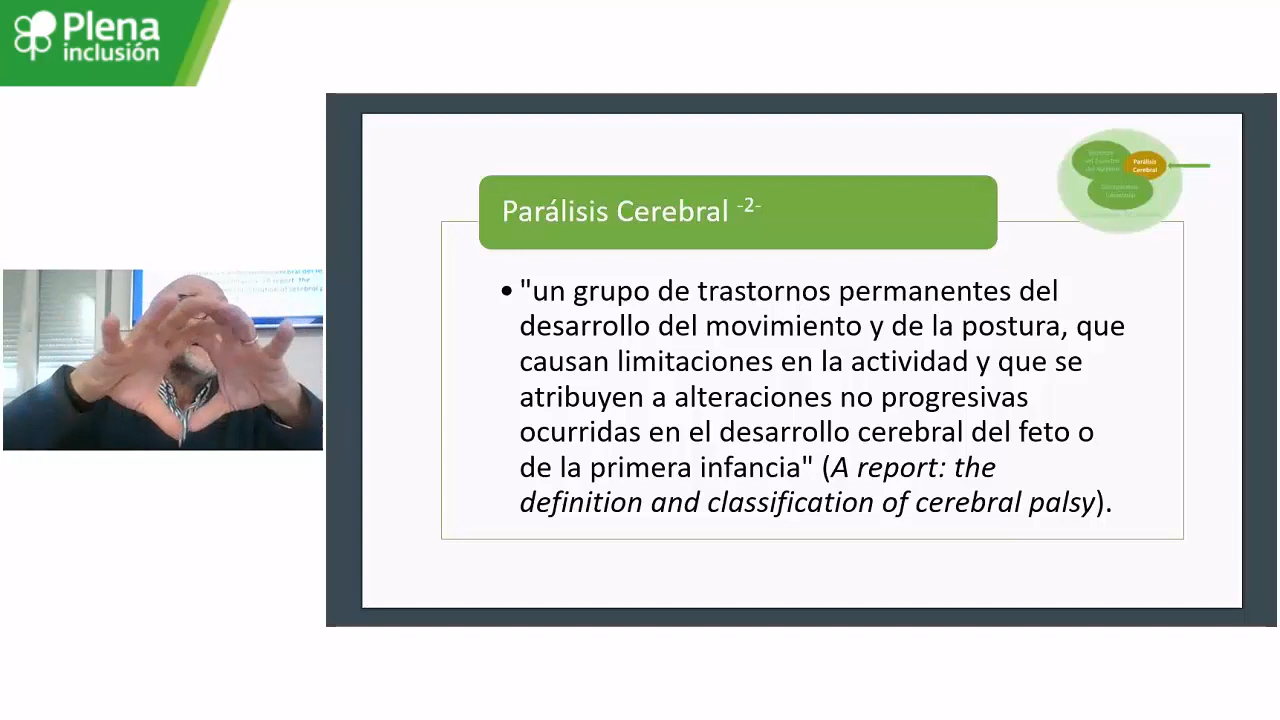 Plena
inclusión
Parálisis
Cerebral
Parálisis Cerebral -2-
• "un grupo de trastornos permanentes del
desarrollo del movimiento y de la postura, que
causan limitaciones en la actividad y que se
atribuyen a alteraciones no progresivas
ocurridas en el desarrollo cerebral del feto o
de la primera infancia" (A report: the
definition and classification of cerebral palsy).